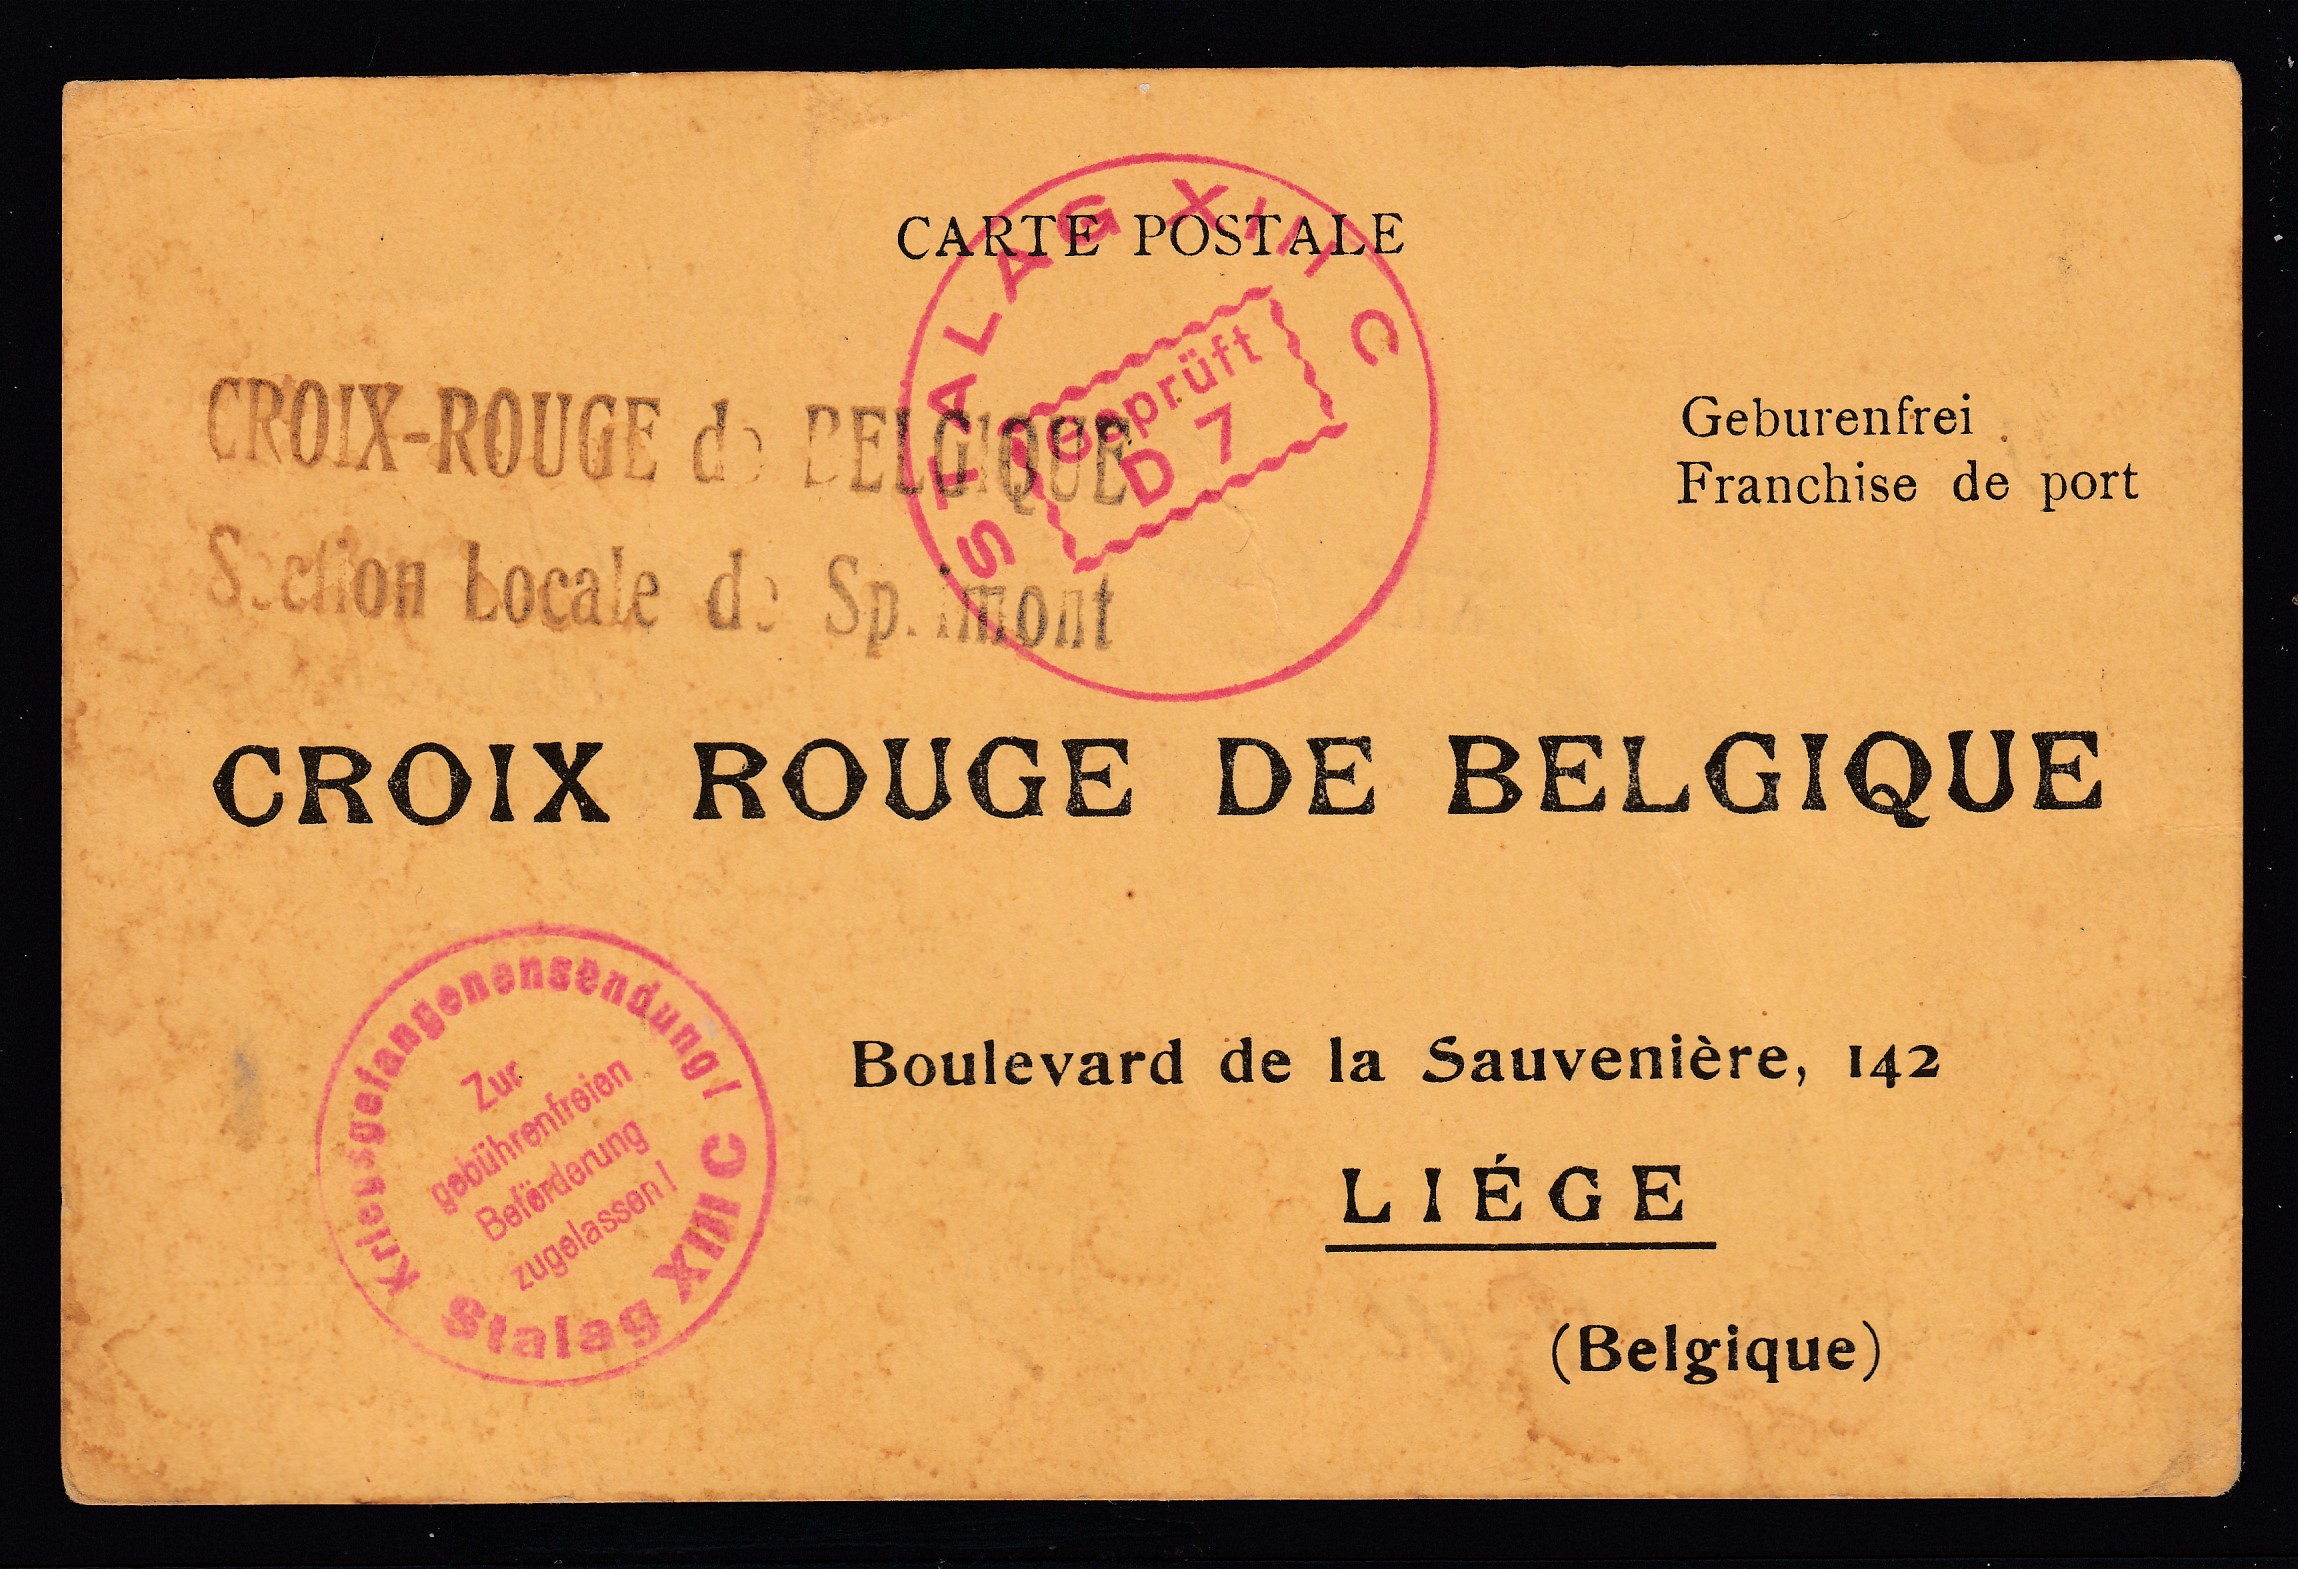 CARTE POSTALE
STALAG XIII C
Geprüft
D 7
CROIX-ROUGE de BELGIQUE
Section Locale de Sprimont
Geburenfrei
Franchise de port
CROIX ROUGE DE BELGIQUE
Kriegsgefangenensendung!
Zur
gebührenfreien
Beförderung
zugelassen!
Stalag XIII C
Boulevard de la Sauvenière, 142
LIÉGE
(Belgique)